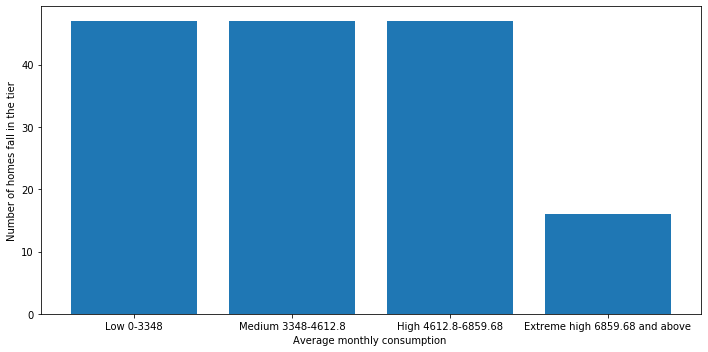 Number of homes fall in the tier
40
30
20
10
0
Low 0-3348
Medium 3348-4612.8
High 4612.8-6859.68
Extreme high 6859.68 and above
Average monthly consumption